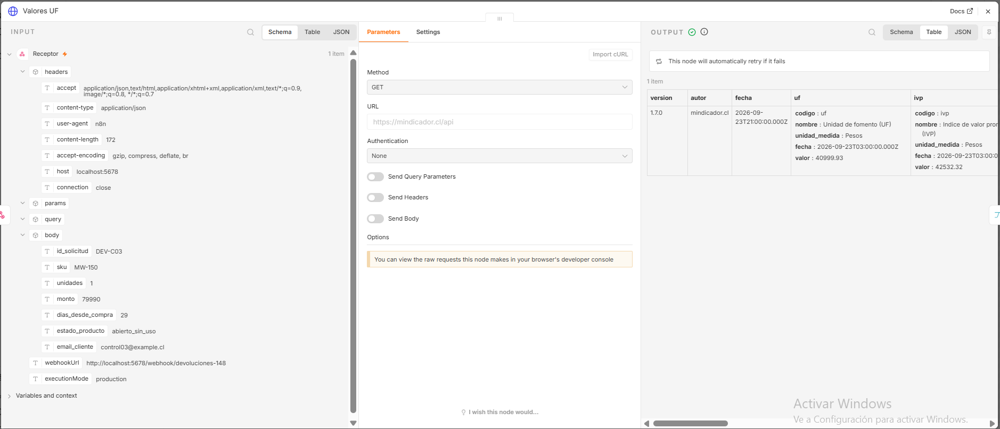 Valores UF
Docs
INPUT
Schema
Table
JSON
Receptor
1 item
headers
accept
application/json,text/html,application/xhtml+xml,application/xml,text/*;q=0.9,
image/*;q=0.8, */*;q=0.7
content-type
application/json
user-agent
n8n
content-length
172
accept-encoding
gzip, compress, deflate, br
host
localhost:5678
connection
close
params
query
body
id_solicitud
DEV-C03
sku
MW-150
unidades
1
monto
79990
dias_desde_compra
29
estado_producto
abierto_sin_uso
email_cliente
control03@example.cl
webhookUrl
http://localhost:5678/webhook/devoluciones-148
executionMode
production
Variables and context
Parameters
Settings
Import cURL
Method
GET
URL
https://mindicador.cl/api
Authentication
None
Send Query Parameters
Send Headers
Send Body
Options
You can view the raw requests this node makes in your browser's developer console
I wish this node would...
OUTPUT
Schema
Table
JSON
This node will automatically retry if it fails
1 item
version
autor
fecha
uf
ivp
1.7.0
mindicador.cl
2026-09-
23T21:00:00.000Z
codigo : uf
nombre : Unidad de fomento (UF)
unidad_medida : Pesos
fecha : 2026-09-23T03:00:00.000Z
valor : 40999.93
codigo : ivp
nombre : Indice de valor pror
(IVP)
unidad_medida : Pesos
fecha : 2026-09-23T03:00:0
valor : 42532.32
Activar Windows
Ve a Configuración para activar Windows.